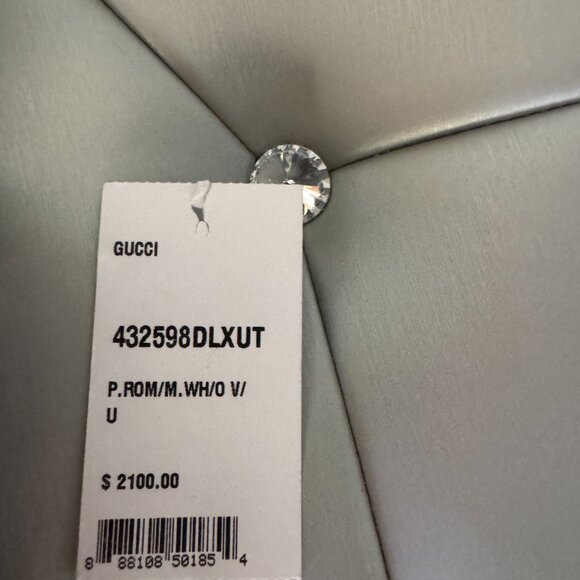 GUCCI
432598DLXUT
P.ROM/M.WH/O V/
U
$ 2100.00
8 88108 50185 4